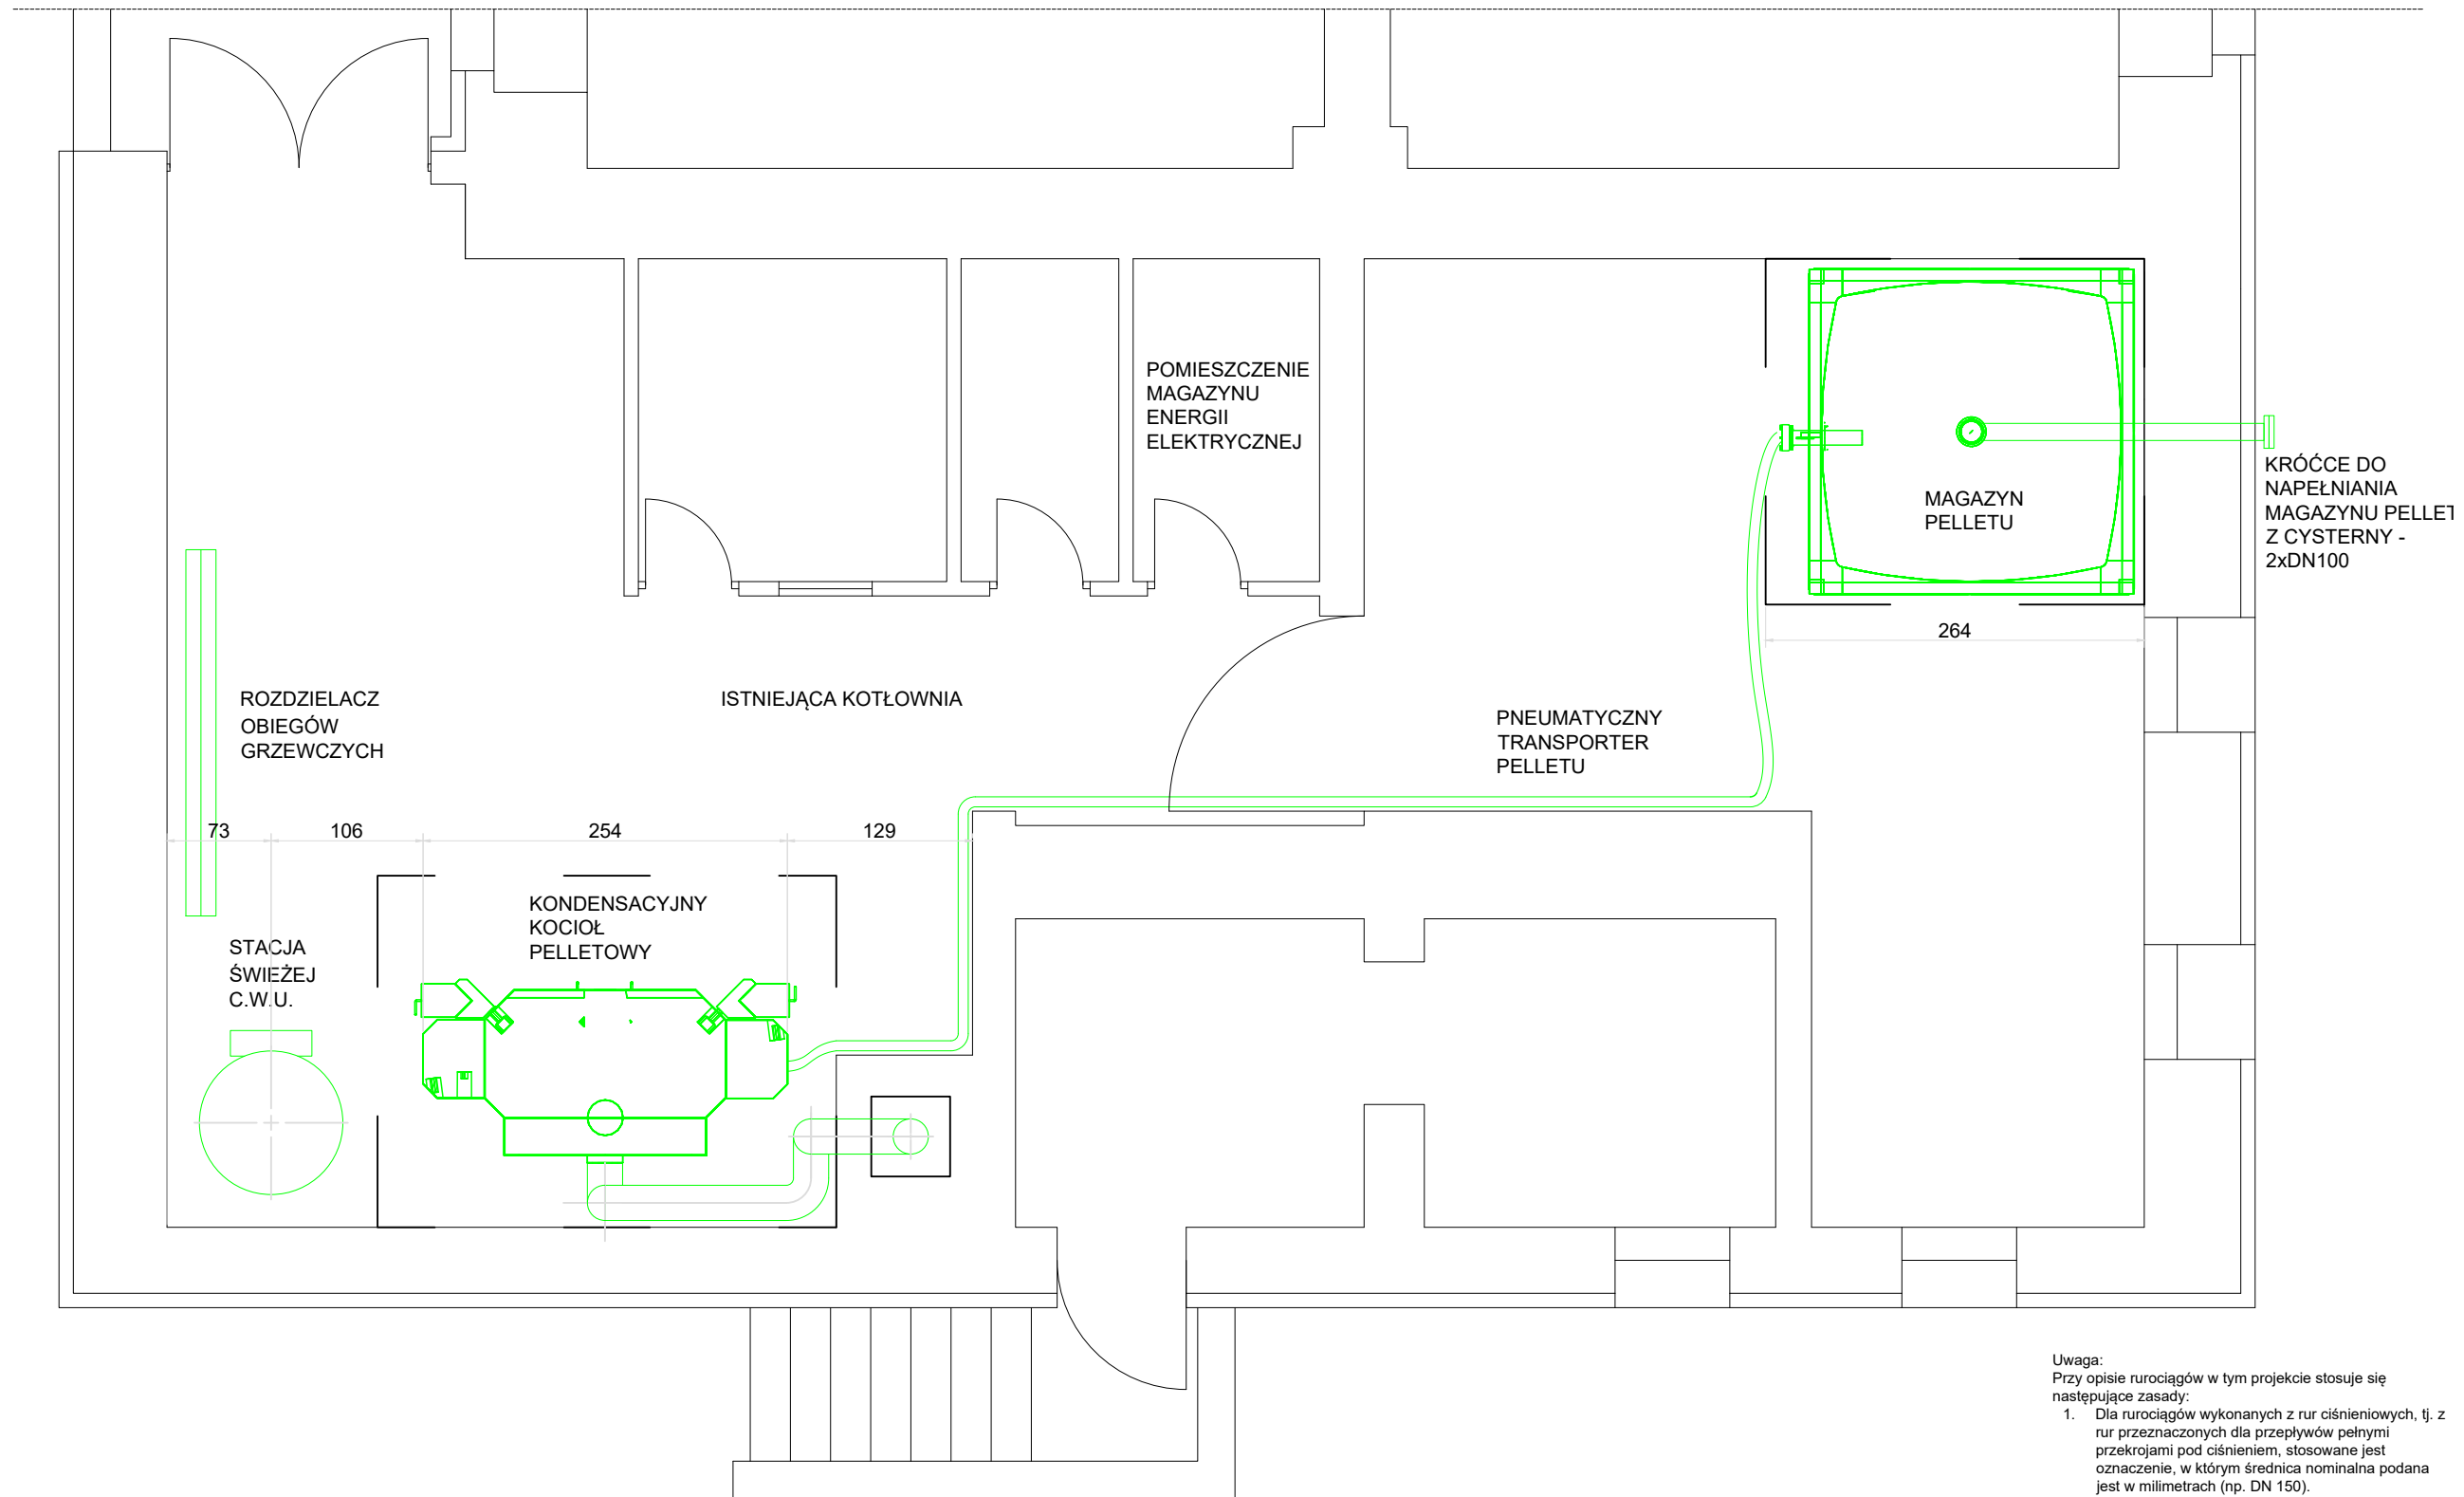 POMIESZCZENIE
MAGAZYNU
ENERGII
ELEKTRYCZNEJ
KRÓĆCE DO
NAPEŁNIANIA
MAGAZYNU PELLET
Z CYSTERNY -
2xDN100
MAGAZYN
PELLETU
264
ROZDZIELACZ
OBIEGÓW
GRZEWCZYCH
ISTNIEJĄCA KOTŁOWNIA
PNEUMATYCZNY
TRANSPORTER
PELLETU
73
106
254
129
KONDENSACYJNY
KOCIOŁ
PELLETOWY
STACJA
ŚWIEŻEJ
C.W.U.
Uwaga:
Przy opisie rurociągów w tym projekcie stosuje się
następujące zasady:
1. Dla rurociągów wykonanych z rur ciśnieniowych, tj. z
rur przeznaczonych dla przepływów pełnymi
przekrojami pod ciśnieniem, stosowane jest
oznaczenie, w którym średnica nominalna podana
jest w milimetrach (np. DN 150).